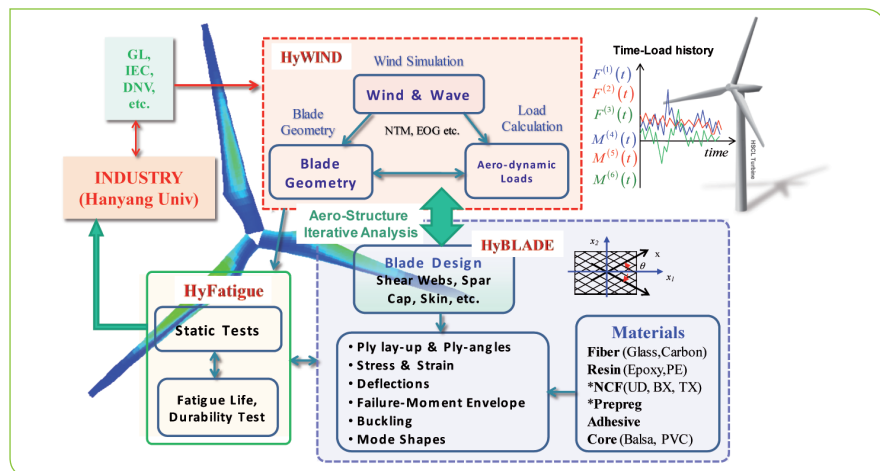 GL,
IEC,
DNV,
etc.
INDUSTRY
(Hanyang Univ)
HyWIND
Wind Simulation
Wind & Wave
Blade
Geometry
NTM, EOG etc.
Load
Calculation
Blade
Geometry
Aero-dynamic
Loads
Time-Load history
F(1)(t)
F(2)(t)
F(3)(t)
M(4)(t)
M(5)(t)
M(6)(t)
time
HSCL Turbine
Aero-Structure
Iterative Analysis
HyBLADE
Blade Design
Shear Webs, Spar
Cap, Skin, etc.
x2
x
θ
x1
HyFatigue
Static Tests
Fatigue Life,
Durability Test
• Ply lay-up & Ply-angles
• Stress & Strain
• Deflections
• Failure-Moment Envelope
• Buckling
• Mode Shapes
Materials
Fiber (Glass,Carbon)
Resin (Epoxy,PE)
*NCF(UD, BX, TX)
*Prepreg
Adhesive
Core (Balsa, PVC)